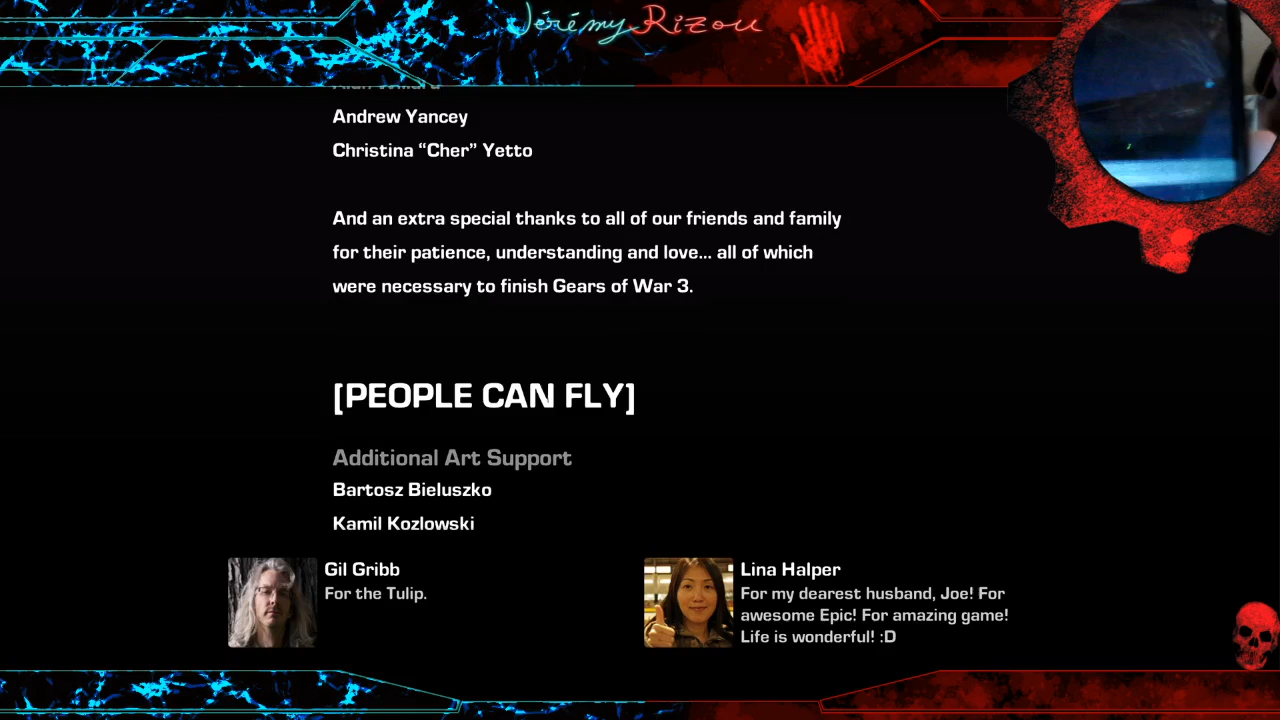 Jérémy Rizou
Andrew Yancey
Christina “Cher” Yetto
And an extra special thanks to all of our friends and family
for their patience, understanding and love... all of which
were necessary to finish Gears of War 3.
[PEOPLE CAN FLY]
Additional Art Support
Bartosz Bieluszko
Kamil Kozlowski
Gil Gribb
For the Tulip.
Lina Halper
For my dearest husband, Joe! For
awesome Epic! For amazing game!
Life is wonderful! :D